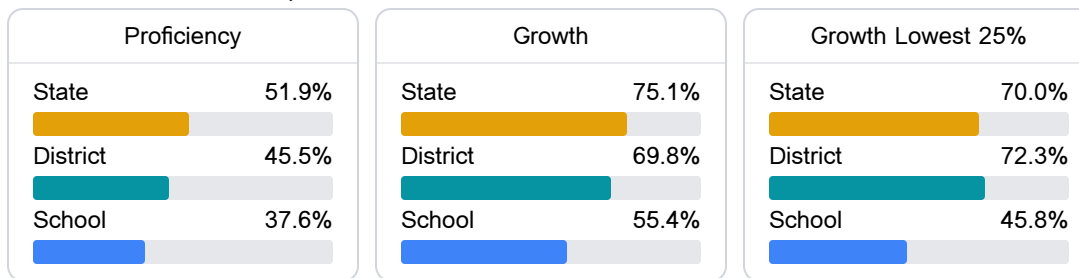 Proficiency
State 51.9%
District 45.5%
School 37.6%
Growth
State 75.1%
District 69.8%
School 55.4%
Growth Lowest 25%
State 70.0%
District 72.3%
School 45.8%